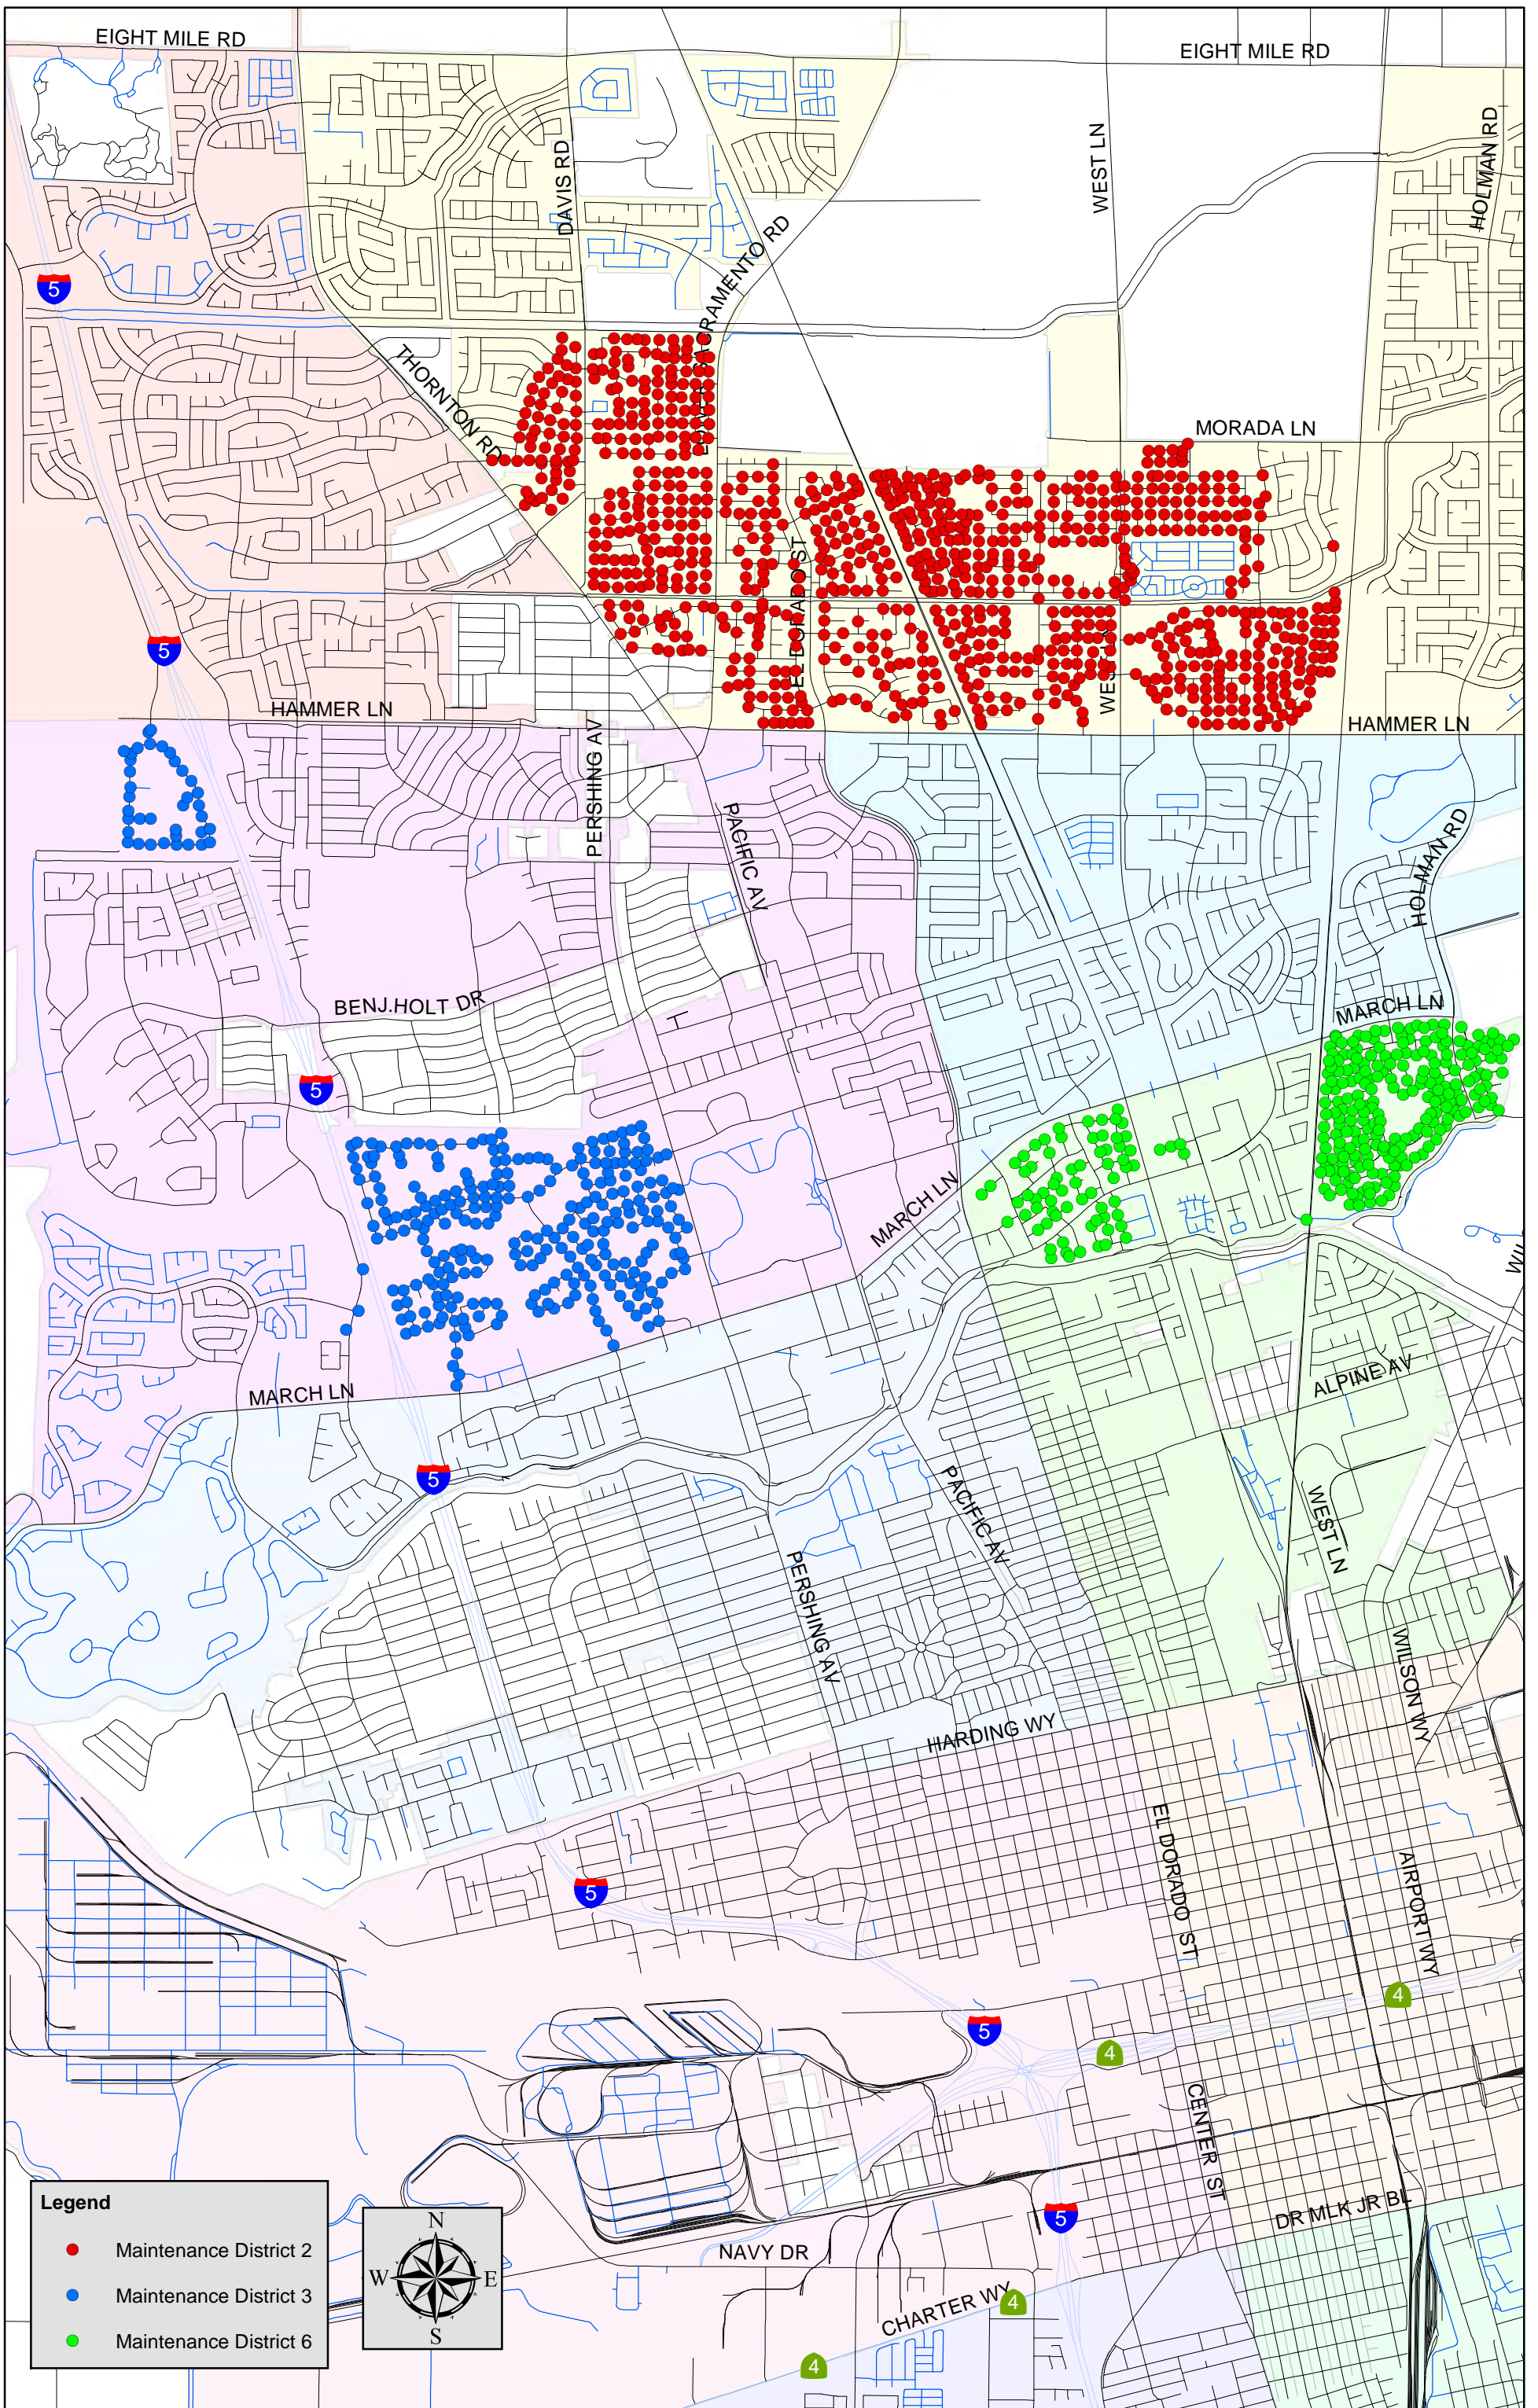 EIGHT MILE RD
EIGHT MILE RD
HOLMAN RD
WEST LN
DAVIS RD
SACRAMENTO RD
5
THORNTON RD
MORADA LN
EL DORADO ST
5
HAMMER LN
HAMMER LN
PERSHING AV
PACIFIC AV
HOLMAN RD
BENJ.HOLT DR
MARCH LN
5
MARCH LN
ALPINE AV
MARCH LN
5
PACIFIC AV
WEST LN
PERSHING AV
WILSON WY
HARDING WY
EL DORADO ST
AIRPORT WY
5
4
5
4
CENTER ST
5
DR MLK JR BL
NAVY DR
CHARTER WY
4
4
Legend
Maintenance District 2
Maintenance District 3
Maintenance District 6
N
W
E
S